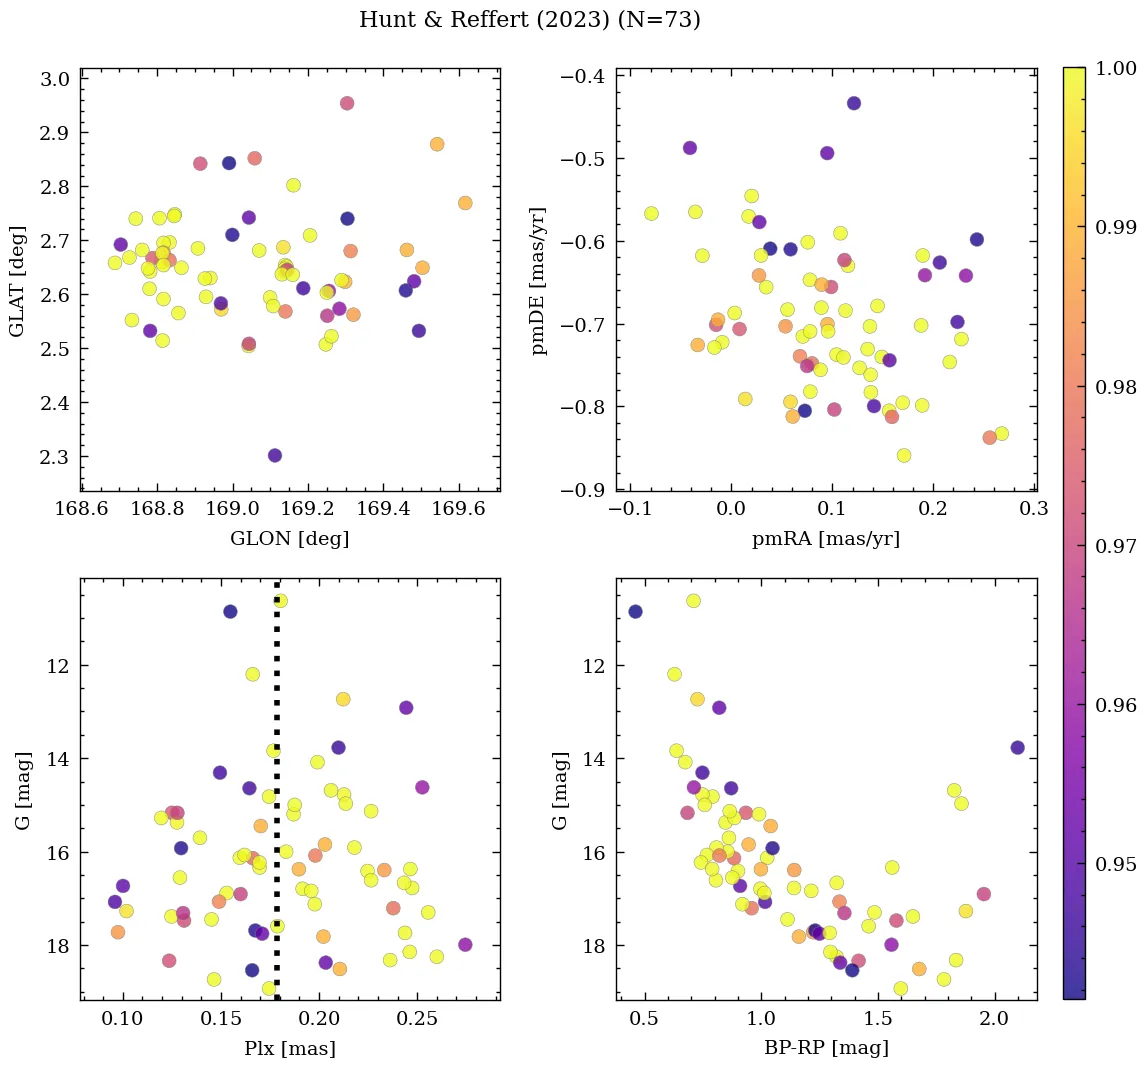 Hunt & Reffert (2023) (N=73)
3.0
2.9
2.8
2.7
2.6
2.5
2.4
2.3
GLAT [deg]
168.6 168.8 169.0 169.2 169.4 169.6
GLON [deg]
−0.4
−0.5
−0.6
−0.7
−0.8
−0.9
pmDE [mas/yr]
−0.1 0.0 0.1 0.2 0.3
pmRA [mas/yr]
1.00
0.99
0.98
0.97
0.96
0.95
12
14
16
18
G [mag]
0.10 0.15 0.20 0.25
Plx [mas]
12
14
16
18
G [mag]
0.5 1.0 1.5 2.0
BP-RP [mag]